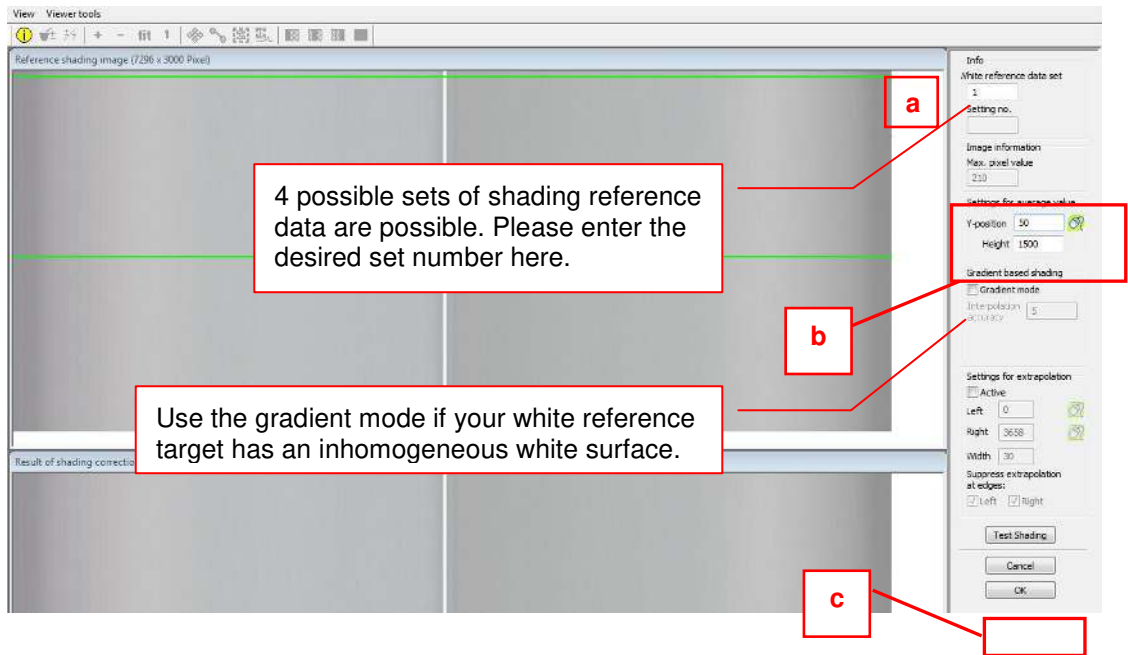 View Viewer tools
+ - fit 1
Reference shading image (7296 x 3000 Pixel)
a
4 possible sets of shading reference
data are possible. Please enter the
desired set number here.
b
Use the gradient mode if your white reference
target has an inhomogeneous white surface.
Result of shading correctio
c
Info
White reference data set
1
Setting no.
Image information
Max. pixel value
210
Settings for average value
Y-position 50
Height 1500
Gradient based shading
Gradient mode
Interpolation 5
accuracy
Settings for extrapolation
Active
Left 0
Right 3658
Width 30
Suppress extrapolation
at edges:
Left Right
Test Shading
Cancel
OK